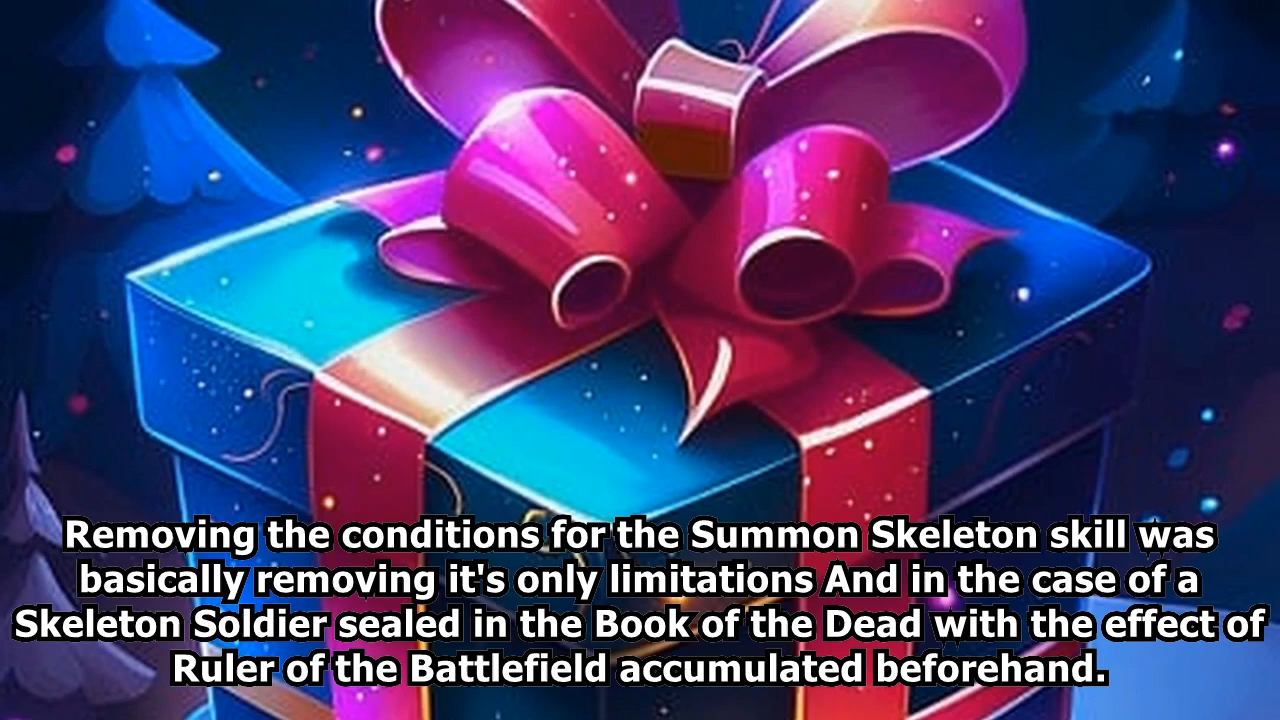 Removing the conditions for the Summon Skeleton skill was
basically removing it's only limitations And in the case of a
Skeleton Soldier sealed in the Book of the Dead with the effect of
Ruler of the Battlefield accumulated beforehand.